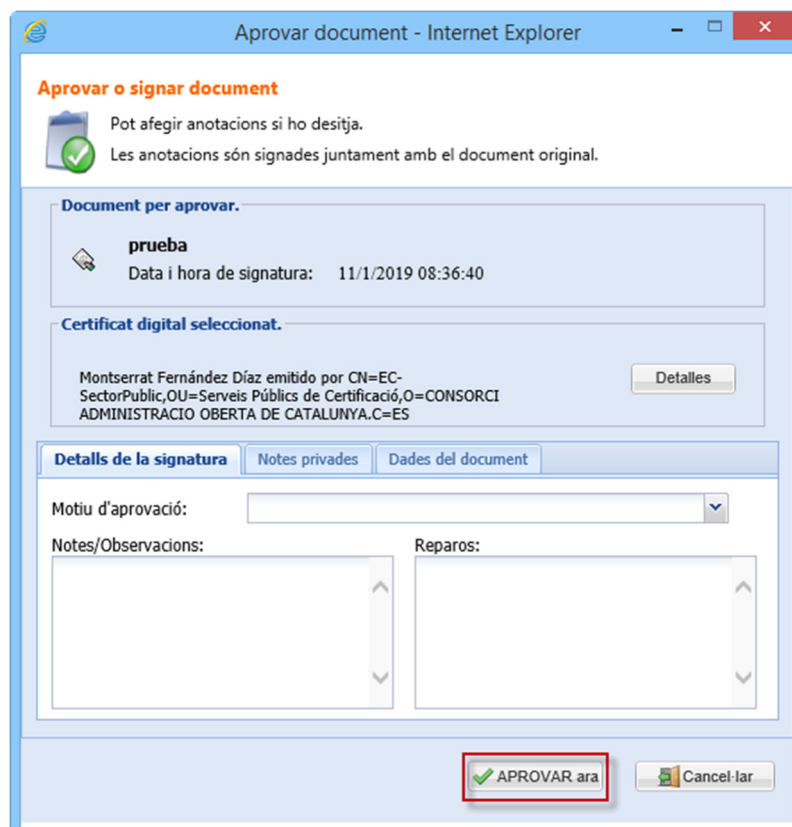 Aprovar document - Internet Explorer
Aprovar o signar document
Pot afegir anotacions si ho desitja.
Les anotacions són signades juntament amb el document original.
Document per aprovar.
prueba
Data i hora de signatura: 11/1/2019 08:36:40
Certificat digital seleccionat.
Montserrat Fernández Díaz emitido por CN=EC-
SectorPublic,OU=Serveis Públics de Certificació,O=CONSORCI
ADMINISTRACIO OBERTA DE CATALUNYA.C=ES
Detalles
Detalls de la signatura Notes privades Dades del document
Motiu d'aprovació:
Notes/Observacions: Reparos:
APROVAR ara Cancel·lar